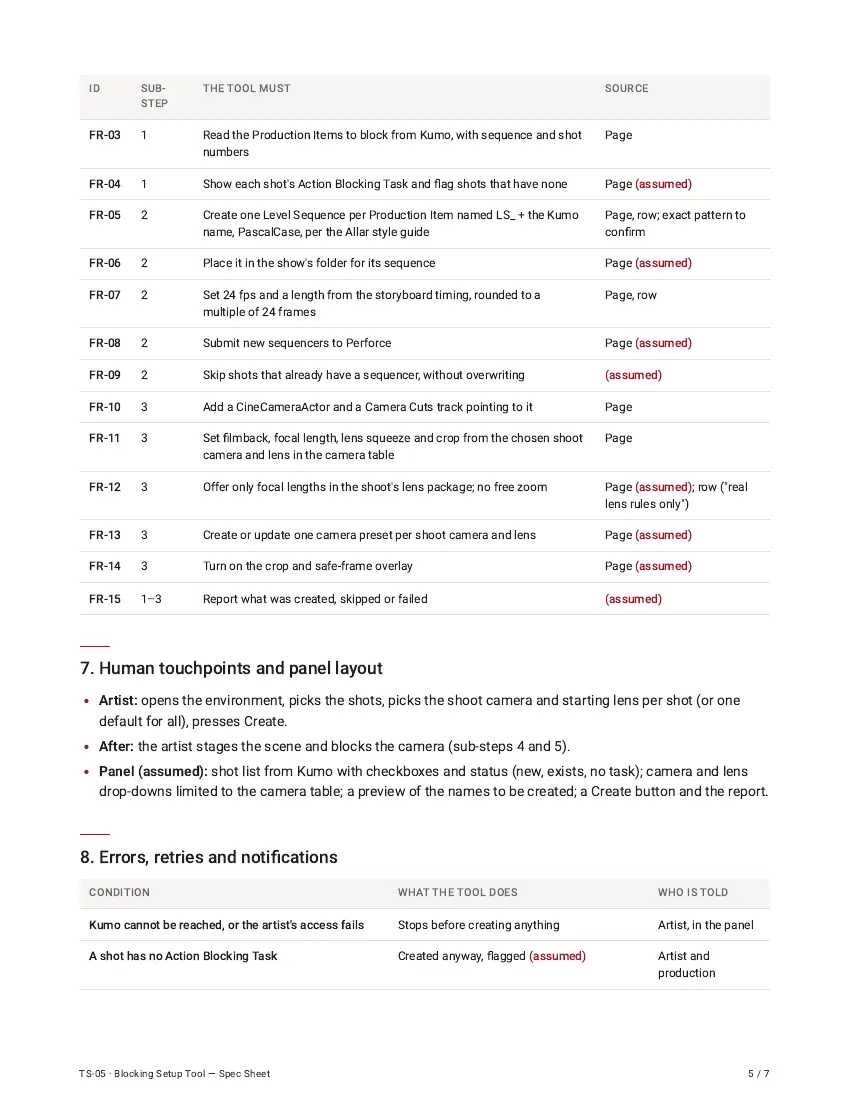 ID SUB- THE TOOL MUST SOURCE
STEP
FR-03 1 Read the Production Items to block from Kumo, with sequence and shot Page
numbers
FR-04 1 Show each shot's Action Blocking Task and flag shots that have none Page (assumed)
FR-05 2 Create one Level Sequence per Production Item named LS_ + the Kumo Page, row; exact pattern to
name, PascalCase, per the Allar style guide confirm
FR-06 2 Place it in the show's folder for its sequence Page (assumed)
FR-07 2 Set 24 fps and a length from the storyboard timing, rounded to a Page, row
multiple of 24 frames
FR-08 2 Submit new sequencers to Perforce Page (assumed)
FR-09 2 Skip shots that already have a sequencer, without overwriting (assumed)
FR-10 3 Add a CineCameraActor and a Camera Cuts track pointing to it Page
FR-11 3 Set filmback, focal length, lens squeeze and crop from the chosen shoot Page
camera and lens in the camera table
FR-12 3 Offer only focal lengths in the shoot's lens package; no free zoom Page (assumed); row ("real
lens rules only")
FR-13 3 Create or update one camera preset per shoot camera and lens Page (assumed)
FR-14 3 Turn on the crop and safe-frame overlay Page (assumed)
FR-15 1–3 Report what was created, skipped or failed (assumed)
7. Human touchpoints and panel layout
• Artist: opens the environment, picks the shots, picks the shoot camera and starting lens per shot (or one
default for all), presses Create.
• After: the artist stages the scene and blocks the camera (sub-steps 4 and 5).
• Panel (assumed): shot list from Kumo with checkboxes and status (new, exists, no task); camera and lens
drop-downs limited to the camera table; a preview of the names to be created; a Create button and the report.
8. Errors, retries and notifications
CONDITION WHAT THE TOOL DOES WHO IS TOLD
Kumo cannot be reached, or the artist's access fails Stops before creating anything Artist, in the panel
A shot has no Action Blocking Task Created anyway, flagged (assumed) Artist and
production
TS-05 · Blocking Setup Tool — Spec Sheet 5 / 7